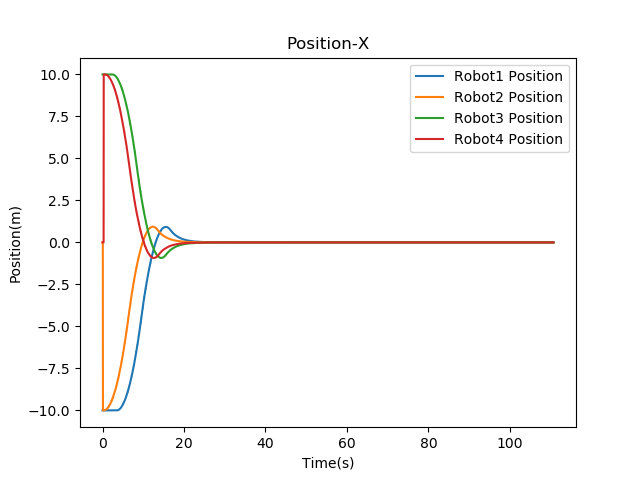 Position-X
Robot1 Position
Robot2 Position
Robot3 Position
Robot4 Position
10.0
7.5
5.0
2.5
0.0
−2.5
−5.0
−7.5
−10.0
Position(m)
0 20 40 60 80 100
Time(s)